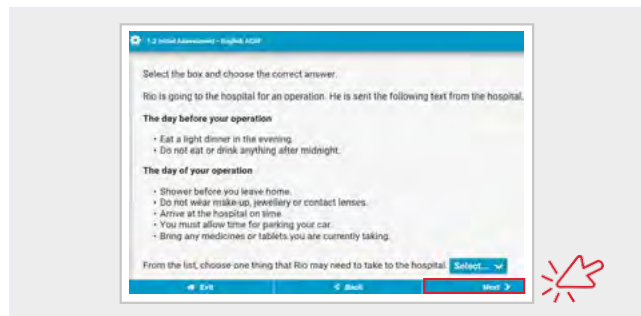 1.2 Initial Assessment - English ACSF
Select the box and choose the correct answer.
Rio is going to the hospital for an operation. He is sent the following text from the hospital.
The day before your operation
• Eat a light dinner in the evening.
• Do not eat or drink anything after midnight.
The day of your operation
• Shower before you leave home.
• Do not wear make-up, jewellery or contact lenses.
• Arrive at the hospital on time.
• You must allow time for parking your car.
• Bring any medicines or tablets you are currently taking.
From the list, choose one thing that Rio may need to take to the hospital. Select...
Exit Back Next